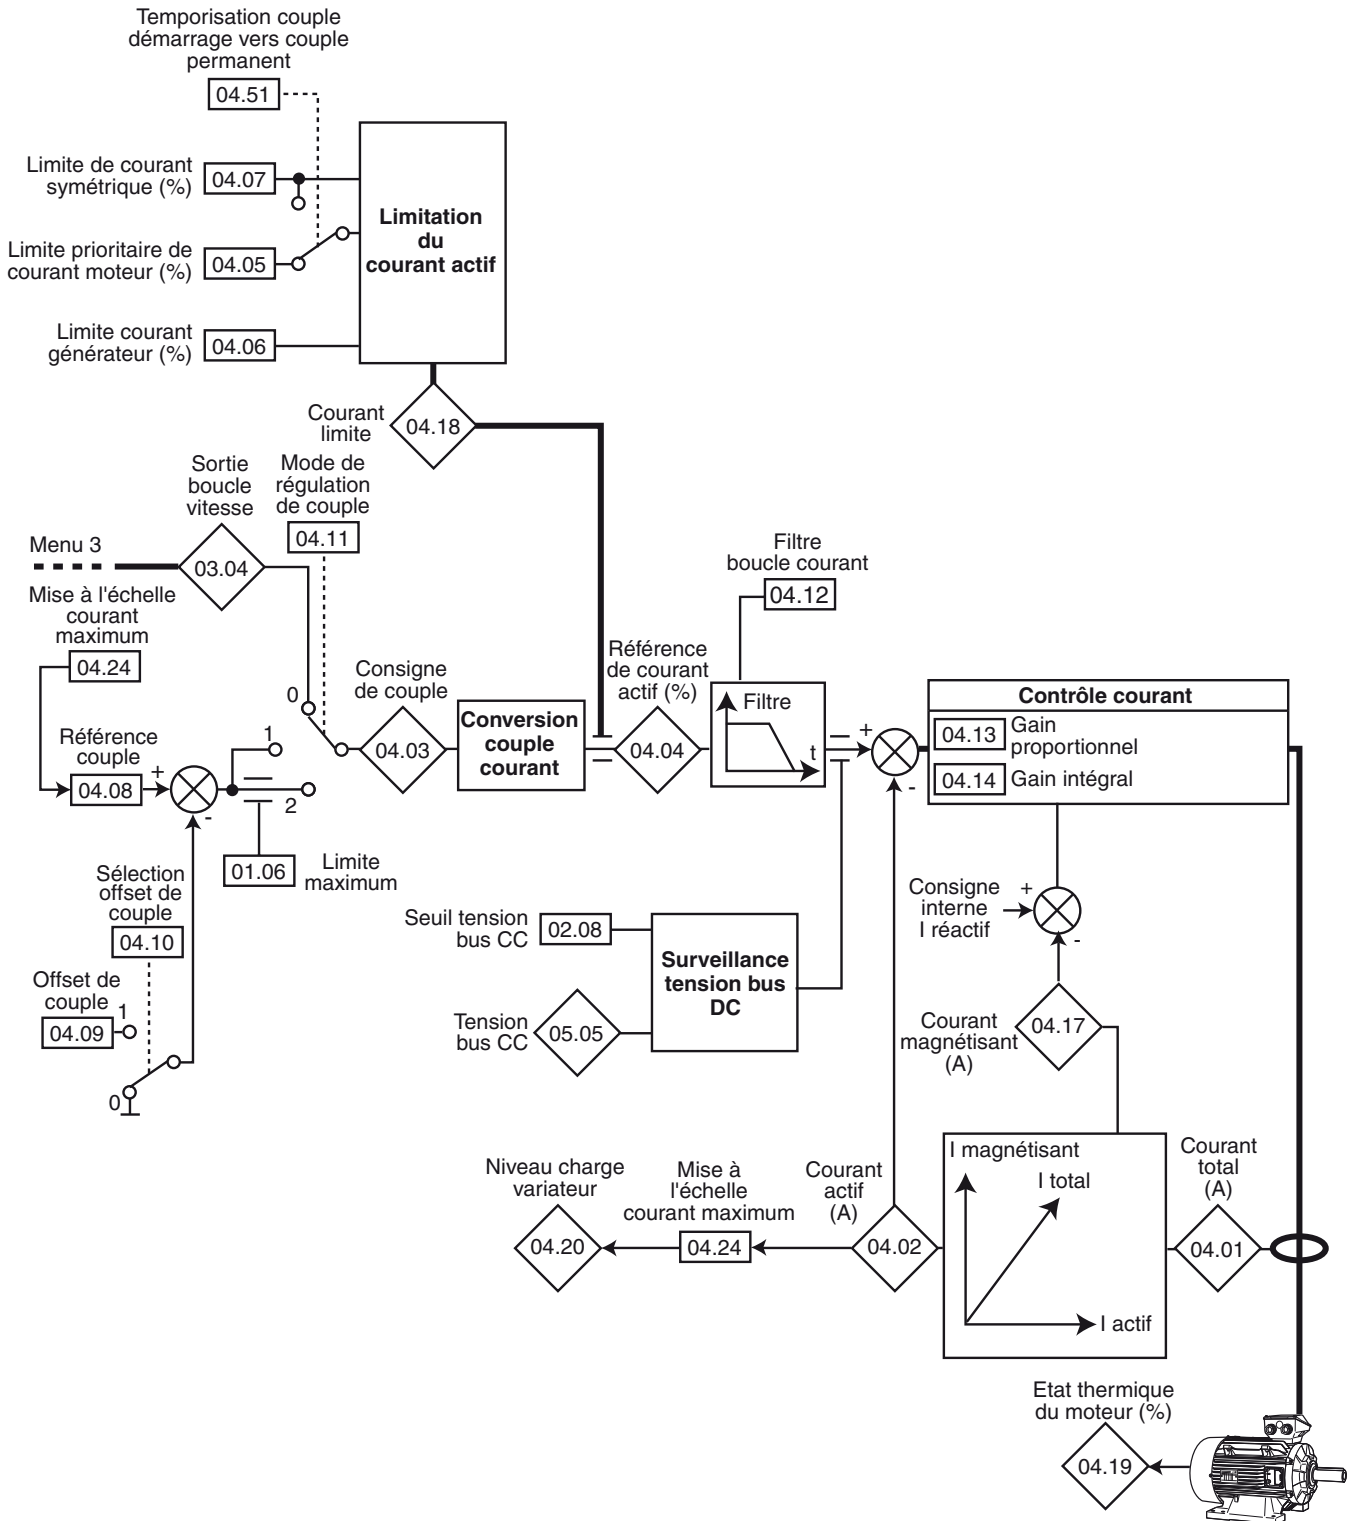 Temporisation couple
démarrage vers couple
permanent
04.51
Limite de courant
symétrique (%)
04.07
Limitation
du
courant actif
Limite prioritaire de
courant moteur (%)
04.05
Limite courant
générateur (%)
04.06
Courant
limite
04.18
Sortie
boucle
vitesse
Mode de
régulation
de couple
04.11
Menu 3
03.04
Filtre
boucle courant
04.12
Mise à l'échelle
courant
maximum
04.24
0
Consigne
de couple
04.03
Conversion
couple
courant
Référence
de courant
actif (%)
04.04
Filtre
t
+
-
Contrôle courant
04.13
Gain
proportionnel
04.14
Gain intégral
Référence
couple
04.08
+
-
1
2
01.06
Limite
maximum
Sélection
offset de
couple
04.10
Offset de
couple
1
04.09
0
Seuil tension
bus CC
02.08
Surveillance
tension bus
DC
Tension
bus CC
05.05
Consigne
interne
I réactif
+
-
Courant
magnétisant
(A)
04.17
Niveau charge
variateur
04.20
Mise à
l'échelle
courant maximum
04.24
Courant
actif
(A)
04.02
I magnétisant
I total
I actif
Courant
total
(A)
04.01
Etat thermique
du moteur (%)
04.19